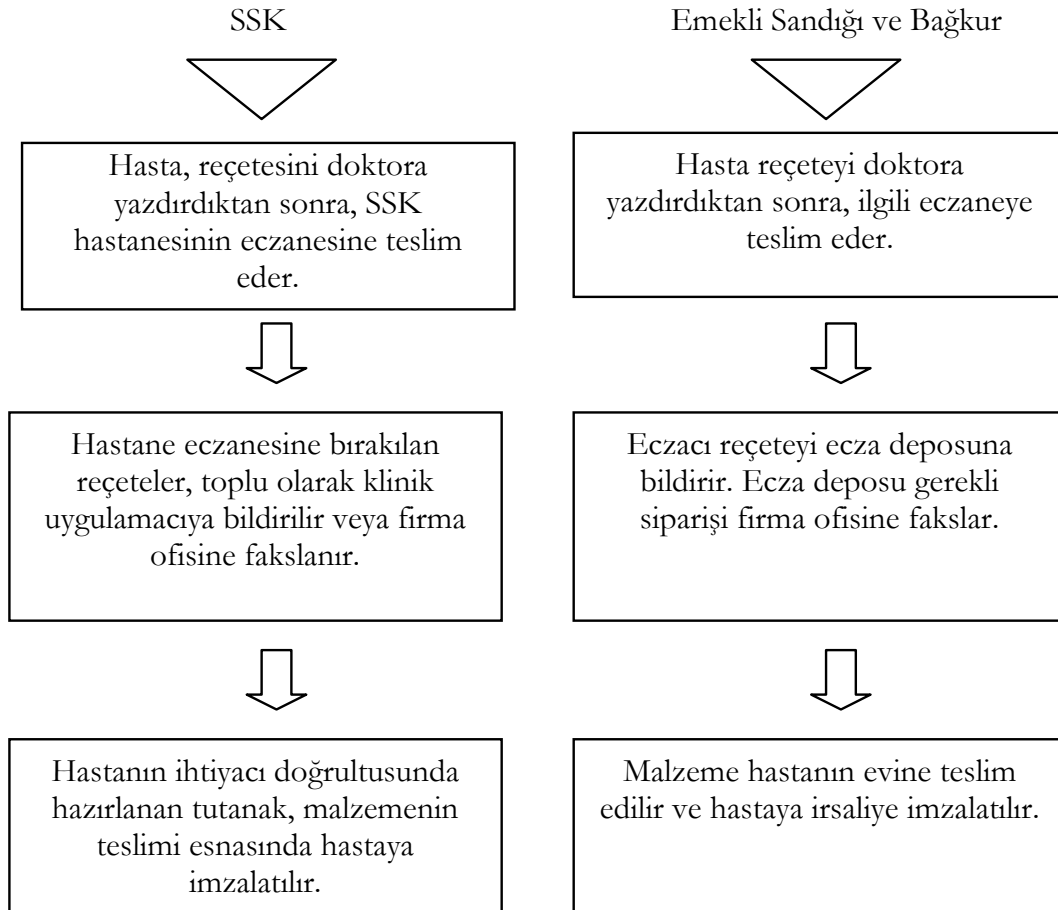 SSK
Hasta, reçetesini doktora
yazdırdıktan sonra, SSK
hastanesinin eczanesine teslim
eder.
Hastane eczanesine bırakılan
reçeteler, toplu olarak klinik
uygulamacıya bildirilir veya firma
ofisine fakslanır.
Hastanın ihtiyacı doğrultusunda
hazırlanan tutanak, malzemenin
teslimi esnasında hastaya
imzalatılır.
Emekli Sandığı ve Bağkur
Hasta reçeteyi doktora
yazdırdıktan sonra, ilgili eczaneye
teslim eder.
Eczacı reçeteyi ecza deposuna
bildirir. Ecza deposu gerekli
siparişi firma ofisine fakslar.
Malzeme hastanın evine teslim
edilir ve hastaya irsaliye imzalatılır.